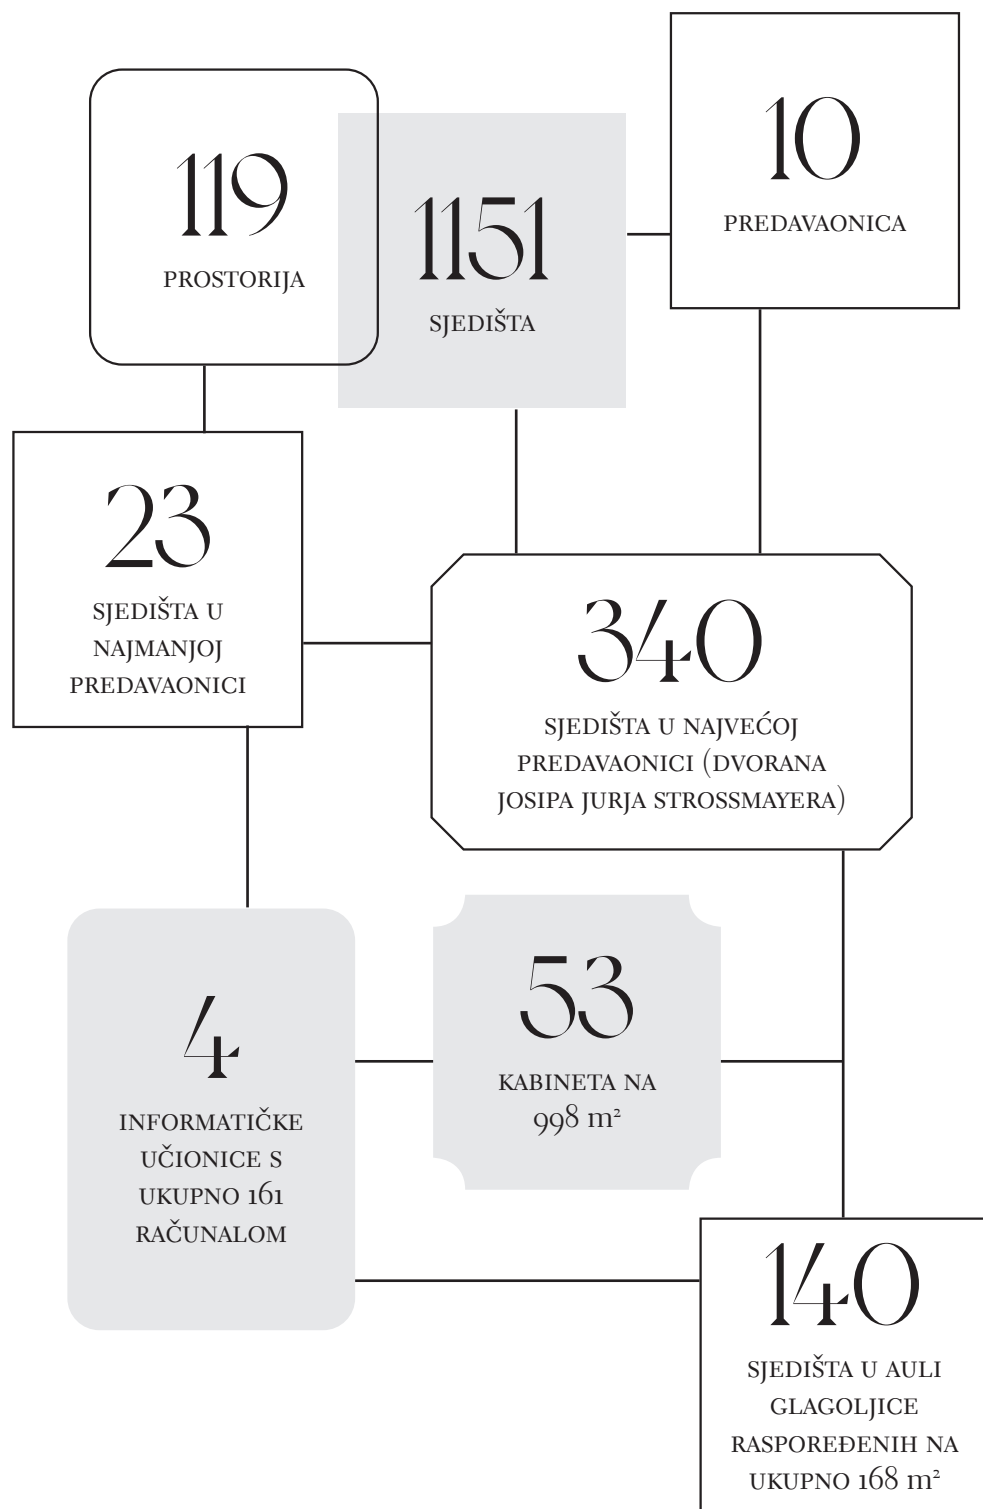 119
PROSTORIJA
1151
SJEDIŠTA
10
PREDAVAONICA
23
SJEDIŠTA U
NAJMANJOJ
PREDAVAONICI
340
SJEDIŠTA U NAJVEĆOJ
PREDAVAONICI (DVORANA
JOSIPA JURJA STROSSMAYERA)
4
INFORMATIČKE
UČIONICE S
UKUPNO 161
RAČUNALOM
53
KABINETA NA
998 m²
140
SJEDIŠTA U AULI
GLAGOLJICE
RASPOREĐENIH NA
UKUPNO 168 m²